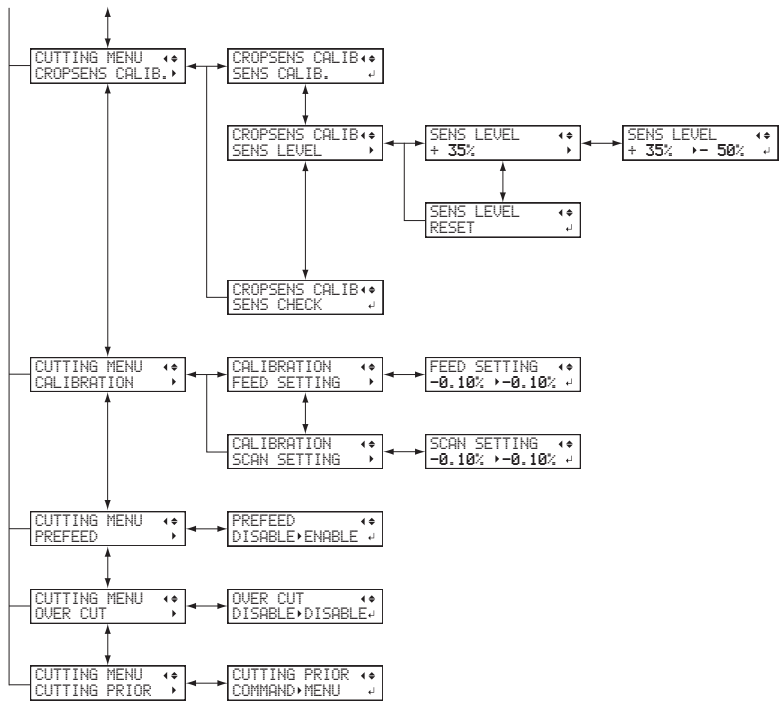 CUTTING MENU ◂♦
CROPSENS CALIB.▸
CROPSENS CALIB◂♦
SENS CALIB. ↵
CROPSENS CALIB◂♦
SENS LEVEL ▸
SENS LEVEL ◂♦
+ 35% ▸
SENS LEVEL ◂♦
+ 35% ▸– 50% ↵
SENS LEVEL ◂♦
RESET ↵
CROPSENS CALIB◂♦
SENS CHECK ↵
CUTTING MENU ◂♦
CALIBRATION ▸
CALIBRATION ◂♦
FEED SETTING ▸
FEED SETTING ◂♦
–0.10% ▸–0.10% ↵
CALIBRATION ◂♦
SCAN SETTING ▸
SCAN SETTING ◂♦
–0.10% ▸–0.10% ↵
CUTTING MENU ◂♦
PREFEED ▸
PREFEED ◂♦
DISABLE▸ENABLE ↵
CUTTING MENU ◂♦
OVER CUT ▸
OVER CUT ◂♦
DISABLE▸DISABLE↵
CUTTING MENU ◂♦
CUTTING PRIOR ▸
CUTTING PRIOR ◂♦
COMMAND▸MENU ↵